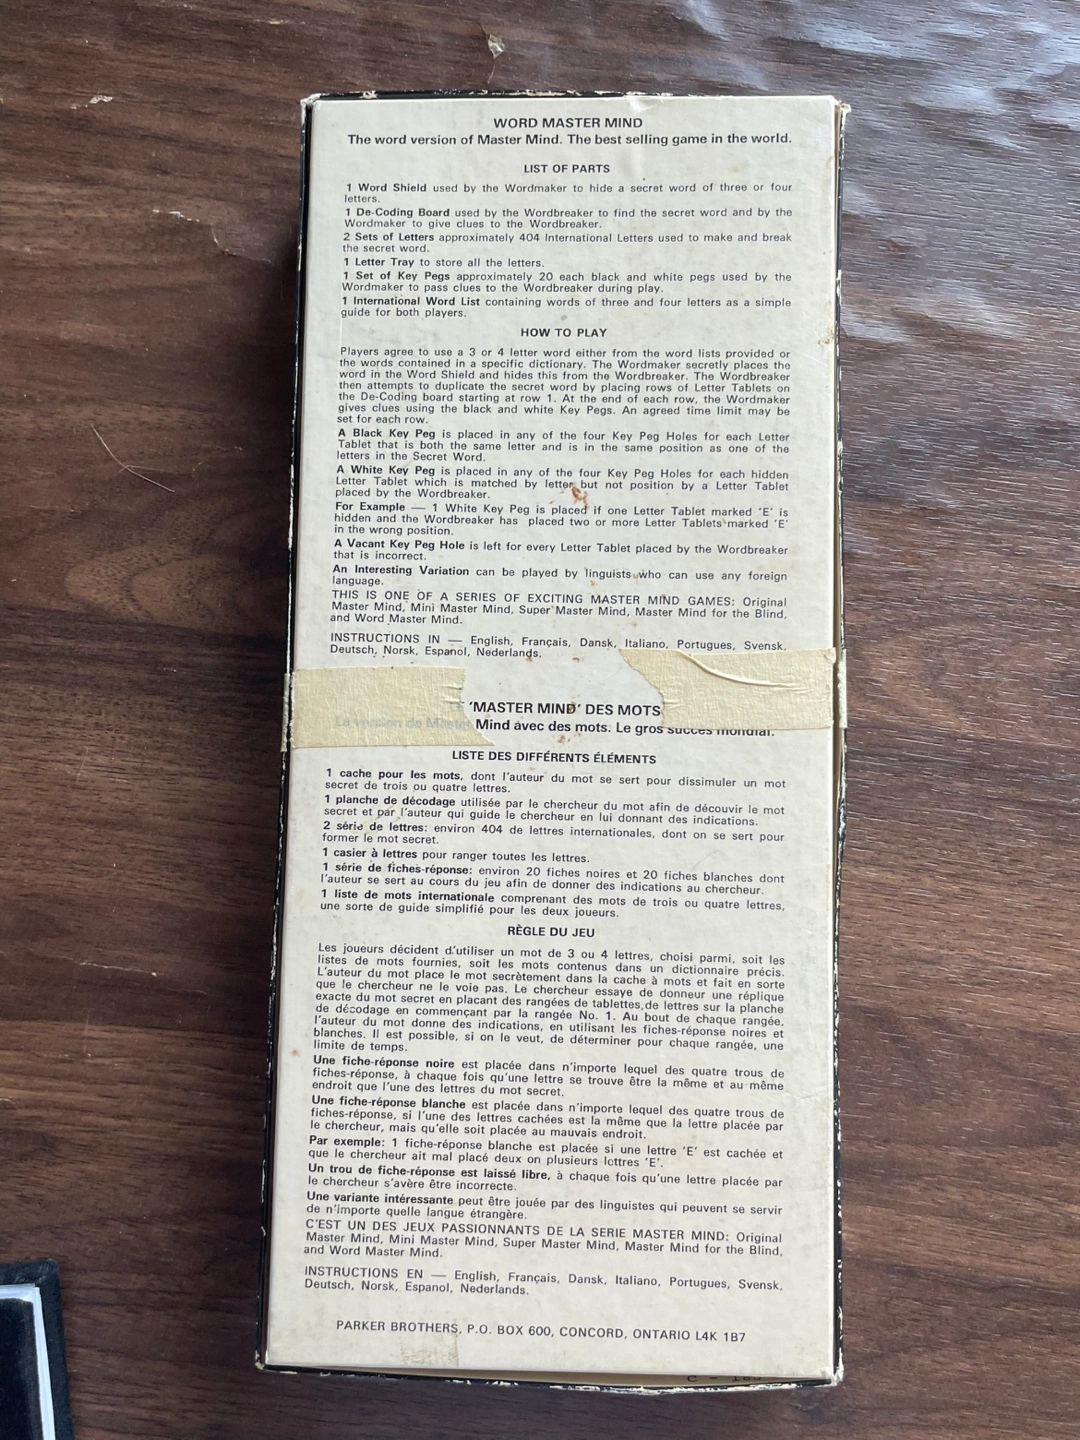 WORD MASTER MIND
The word version of Master Mind. The best selling game in the world.
LIST OF PARTS
1 Word Shield used by the Wordmaker to hide a secret word of three or four
letters.
1 De-Coding Board used by the Wordbreaker to find the secret word and by the
Wordmaker to give clues to the Wordbreaker.
2 Sets of Letters approximately 404 International Letters used to make and break
the secret word.
1 Letter Tray to store all the letters.
1 Set of Key Pegs approximately 20 each black and white pegs used by the
Wordmaker to pass clues to the Wordbreaker during play.
1 International Word List containing words of three and four letters as a simple
guide for both players.
HOW TO PLAY
Players agree to use a 3 or 4 letter word either from the word lists provided or
the words contained in a specific dictionary. The Wordmaker secretly places the
word in the Word Shield and hides this from the Wordbreaker. The Wordbreaker
then attempts to duplicate the secret word by placing rows of Letter Tablets on
the De-Coding board starting at row 1. At the end of each row, the Wordmaker
gives clues using the black and white Key Pegs. An agreed time limit may be
set for each row.
A Black Key Peg is placed in any of the four Key Peg Holes for each Letter
Tablet that is both the same letter and is in the same position as one of the
letters in the Secret Word.
A White Key Peg is placed in any of the four Key Peg Holes for each hidden
Letter Tablet which is matched by letter but not position by a Letter Tablet
placed by the Wordbreaker.
For Example — 1 White Key Peg is placed if one Letter Tablet marked 'E' is
hidden and the Wordbreaker has placed two or more Letter Tablets marked 'E'
in the wrong position.
A Vacant Key Peg Hole is left for every Letter Tablet placed by the Wordbreaker
that is incorrect.
An Interesting Variation can be played by linguists who can use any foreign
language.
THIS IS ONE OF A SERIES OF EXCITING MASTER MIND GAMES: Original
Master Mind, Mini Master Mind, Super Master Mind, Master Mind for the Blind,
and Word Master Mind.
INSTRUCTIONS IN — English, Français, Dansk, Italiano, Portugues, Svensk,
Deutsch, Norsk, Espanol, Nederlands.
'MASTER MIND' DES MOTS
La version de Master Mind avec des mots. Le gros succès mondial.
LISTE DES DIFFÉRENTS ÉLÉMENTS
1 cache pour les mots, dont l'auteur du mot se sert pour dissimuler un mot
secret de trois ou quatre lettres.
1 planche de décodage utilisée par le chercheur du mot afin de découvir le mot
secret et par l'auteur qui guide le chercheur en lui donnant des indications.
2 série de lettres: environ 404 de lettres internationales, dont on se sert pour
former le mot secret.
1 casier à lettres pour ranger toutes les lettres.
1 série de fiches-réponse: environ 20 fiches noires et 20 fiches blanches dont
l'auteur se sert au cours du jeu afin de donner des indications au chercheur.
1 liste de mots internationale comprenant des mots de trois ou quatre lettres,
une sorte de guide simplifié pour les deux joueurs.
RÈGLE DU JEU
Les joueurs décident d'utiliser un mot de 3 ou 4 lettres, choisi parmi, soit les
listes de mots fournies, soit les mots contenus dans un dictionnaire précis.
L'auteur du mot place le mot secrètement dans la cache à mots et fait en sorte
que le chercheur ne le voie pas. Le chercheur essaye de donneur une réplique
exacte du mot secret en placant des rangées de tablettes de lettres sur la planche
de décodage en commençant par la rangée No. 1. Au bout de chaque rangée,
l'auteur du mot donne des indications, en utilisant les fiches-réponse noires et
blanches. Il est possible, si on le veut, de déterminer pour chaque rangée, une
limite de temps.
Une fiche-réponse noire est placée dans n'importe lequel des quatre trous de
fiches-réponse, à chaque fois qu'une lettre se trouve être la même et au même
endroit que l'une des lettres du mot secret.
Une fiche-réponse blanche est placée dans n'importe lequel des quatre trous de
fiches-réponse, si l'une des lettres cachées est la même que la lettre placée par
le chercheur, mais qu'elle soit placée au mauvais endroit.
Par exemple: 1 fiche-réponse blanche est placée si une lettre 'E' est cachée et
que le chercheur ait mal placé deux on plusieurs lettres 'E'.
Un trou de fiche-réponse est laissé libre, à chaque fois qu'une lettre placée par
le chercheur s'avère être incorrecte.
Une variante intéressante peut être jouée par des linguistes qui peuvent se servir
de n'importe quelle langue étrangère.
C'EST UN DES JEUX PASSIONNANTS DE LA SERIE MASTER MIND: Original
Master Mind, Mini Master Mind, Super Master Mind, Master Mind for the Blind,
and Word Master Mind.
INSTRUCTIONS EN — English, Français, Dansk, Italiano, Portugues, Svensk,
Deutsch, Norsk, Espanol, Nederlands.
PARKER BROTHERS, P.O. BOX 600, CONCORD, ONTARIO L4K 1B7